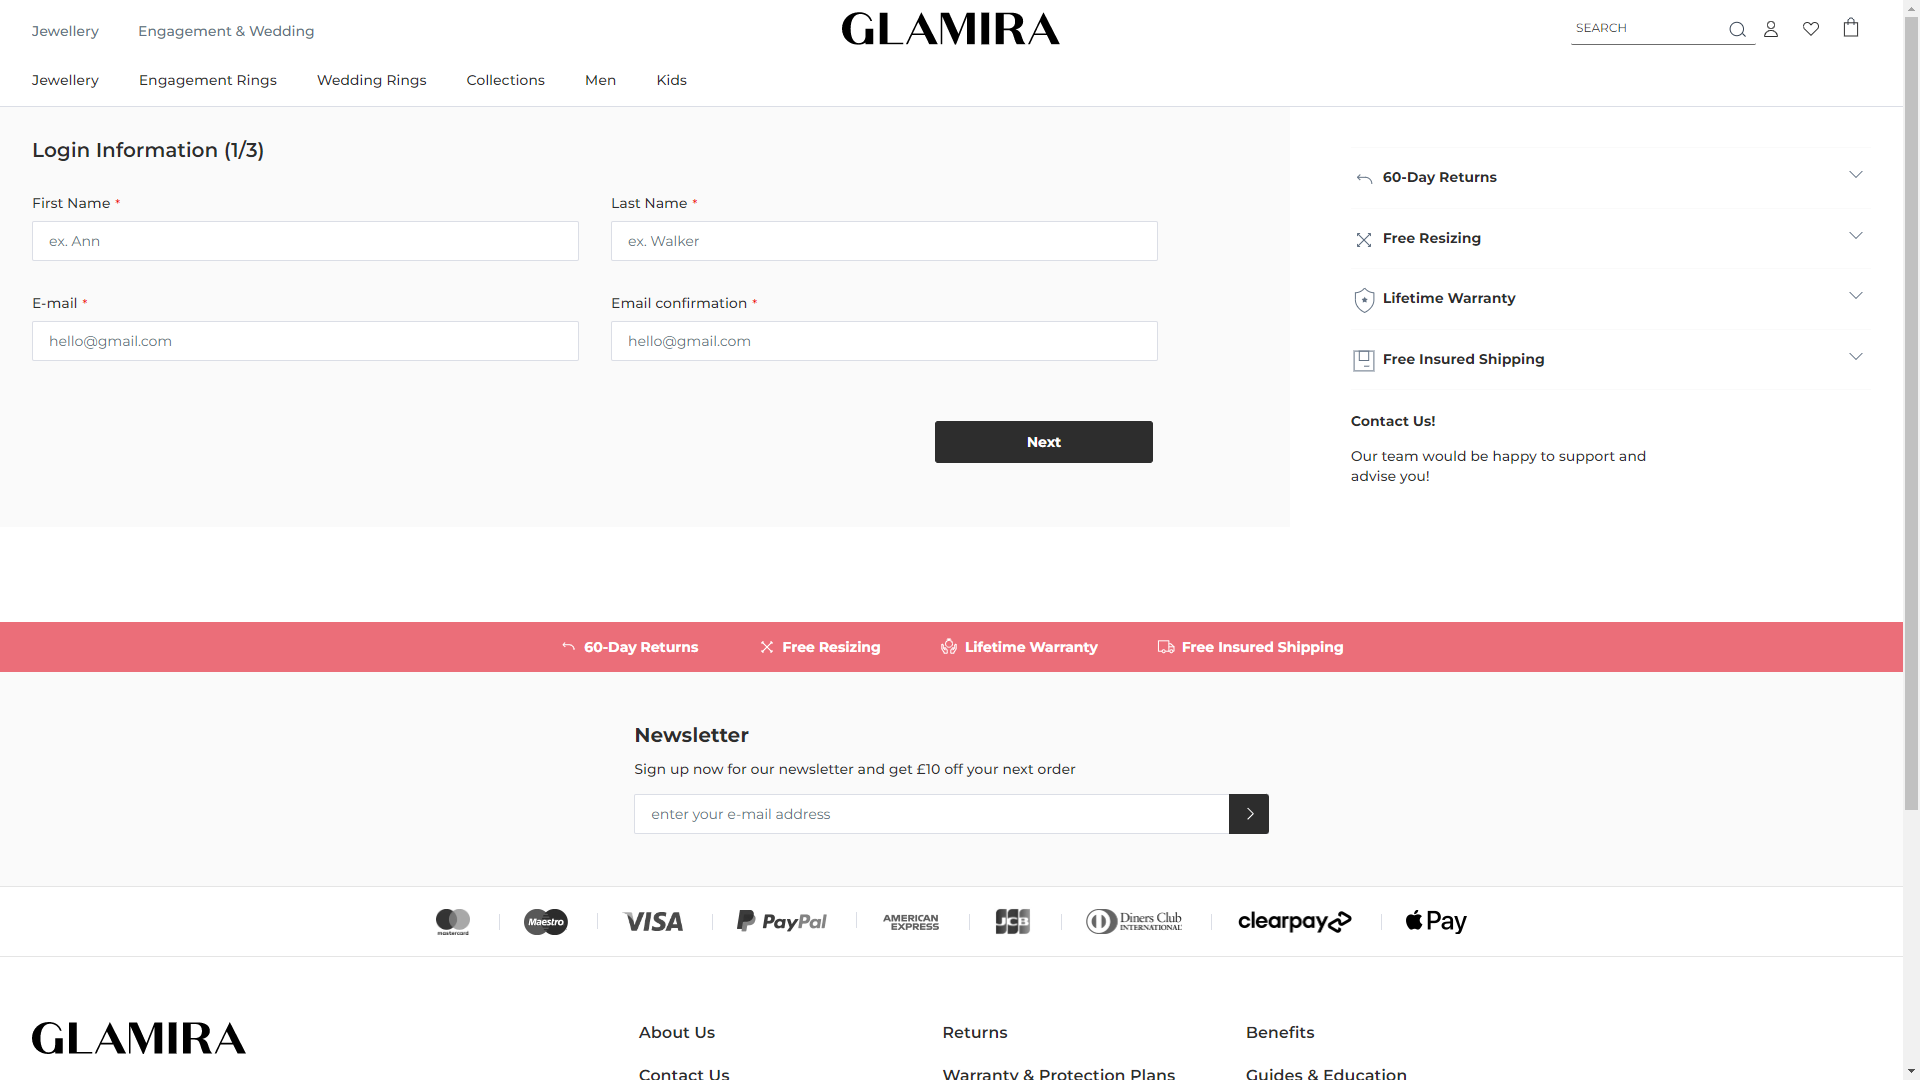 Jewellery
Engagement & Wedding
GLAMIRA
SEARCH
Jewellery
Engagement Rings
Wedding Rings
Collections
Men
Kids
Login Information (1/3)
First Name *
Last Name *
ex. Ann
ex. Walker
E-mail *
Email confirmation *
hello@gmail.com
hello@gmail.com
Next
60-Day Returns
Free Resizing
Lifetime Warranty
Free Insured Shipping
Contact Us!
Our team would be happy to support and
advise you!
60-Day Returns
Free Resizing
Lifetime Warranty
Free Insured Shipping
Newsletter
Sign up now for our newsletter and get £10 off your next order
enter your e-mail address
mastercard
Maestro
VISA
PayPal
AMERICAN
EXPRESS
JCB
Diners Club
INTERNATIONAL
clearpay
Pay
GLAMIRA
About Us
Returns
Benefits
Contact Us
Warranty & Protection Plans
Guides & Education